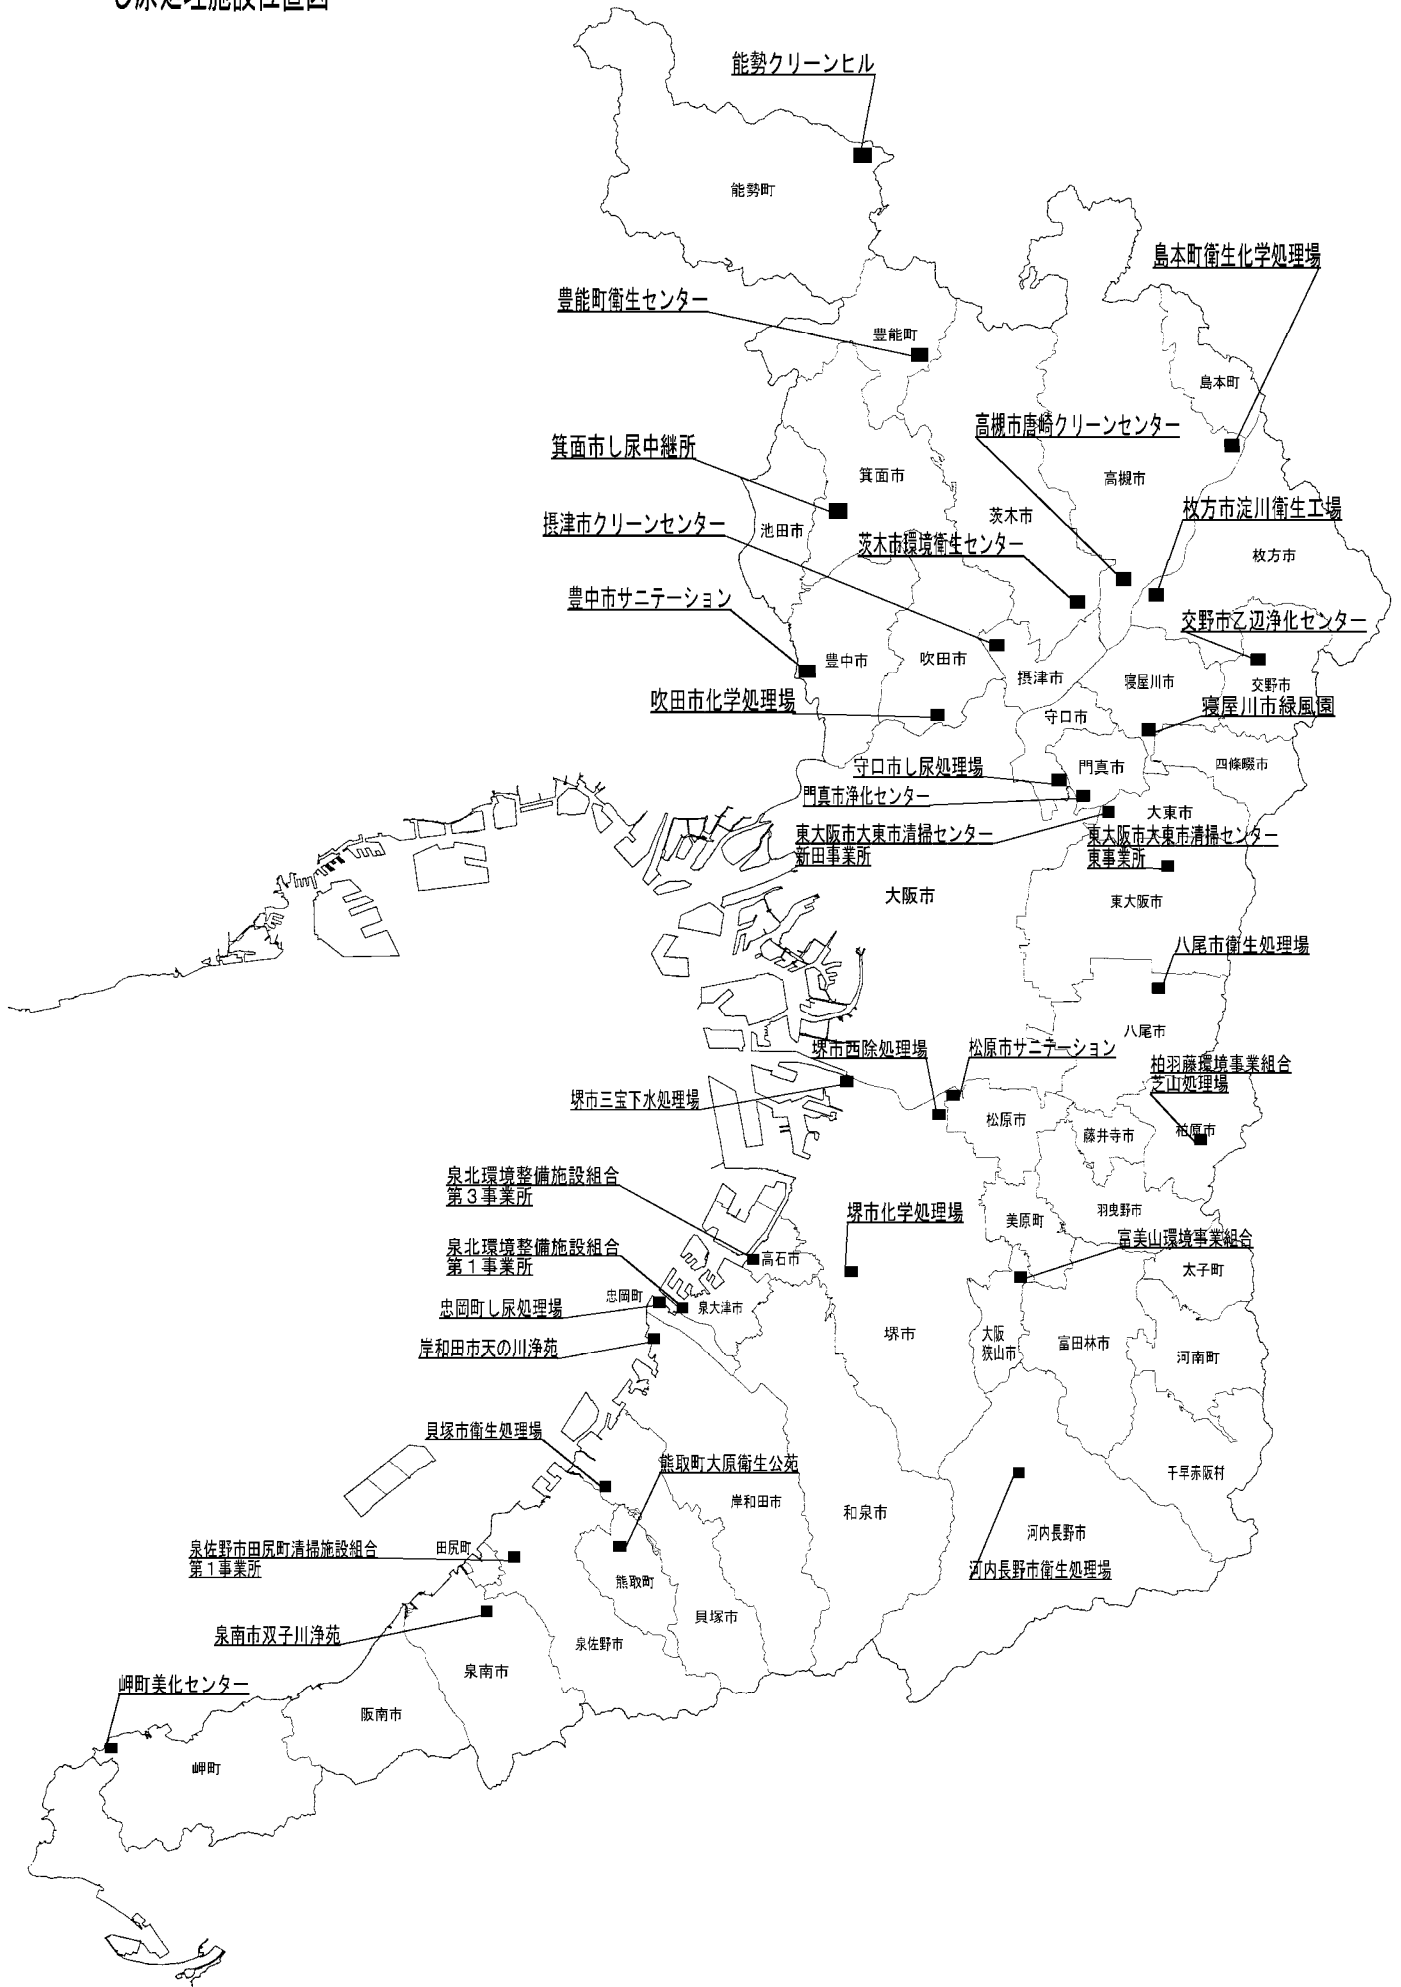 し尿処理施設位置図
能勢クリーンヒル
能勢町
島本町衛生化学処理場
豊能町衛生センター
豊能町
島本町
高槻市唐崎クリーンセンター
箕面市し尿中継所
箕面市
高槻市
枚方市淀川衛生工場
茨木市
摂津市クリーンセンター
池田市
茨木市環境衛生センター
枚方市
豊中市サニテーション
交野市乙辺浄化センター
豊中市
吹田市
摂津市
寝屋川市
交野市
吹田市化学処理場
寝屋川市緑風園
守口市
守口市し尿処理場
門真市
四條畷市
門真市浄化センター
大東市
東大阪市大東市清掃センター
新田事業所
東大阪市大東市清掃センター
東事業所
大阪市
東大阪市
八尾市衛生処理場
八尾市
堺市西除処理場
松原市サニテーション
柏羽藤環境事業組合
芝山処理場
堺市三宝下水処理場
松原市
藤井寺市
柏原市
泉北環境整備施設組合
第3事業所
堺市化学処理場
美原町
羽曳野市
富美山環境事業組合
泉北環境整備施設組合
第1事業所
高石市
太子町
忠岡町
忠岡町し尿処理場
泉大津市
堺市
大阪
狭山市
富田林市
岸和田市天の川浄苑
河南町
貝塚市衛生処理場
熊取町大原衛生公苑
千早赤阪村
岸和田市
和泉市
河内長野市
泉佐野市田尻町清掃施設組合
第1事業所
田尻町
河内長野市衛生処理場
熊取町
貝塚市
泉南市双子川浄苑
泉佐野市
泉南市
岬町美化センター
阪南市
岬町